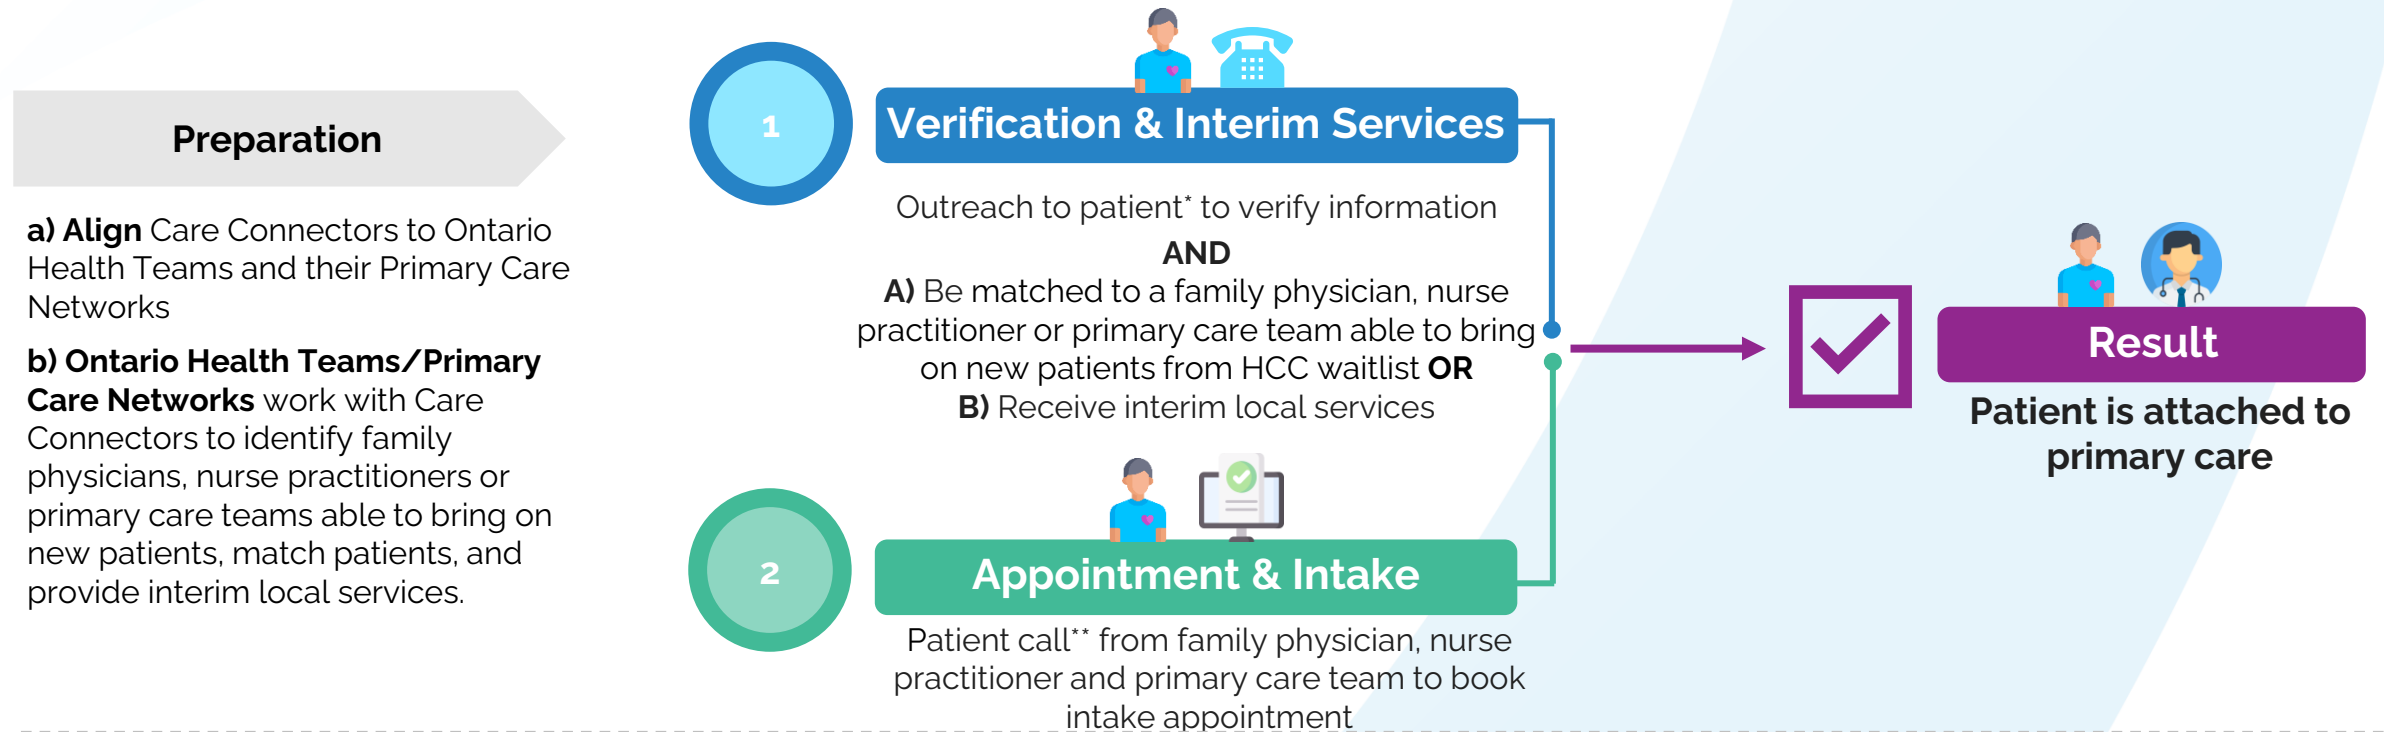 Preparation
a) Align Care Connectors to Ontario
Health Teams and their Primary Care
Networks
b) Ontario Health Teams/Primary
Care Networks work with Care
Connectors to identify family
physicians, nurse practitioners or
primary care teams able to bring on
new patients, match patients, and
provide interim local services.
1
Verification & Interim Services
Outreach to patient* to verify information
AND
A) Be matched to a family physician, nurse
practitioner or primary care team able to bring
on new patients from HCC waitlist OR
B) Receive interim local services
2
Appointment & Intake
Patient call** from family physician, nurse
practitioner and primary care team to book
intake appointment
Result
Patient is attached to
primary care